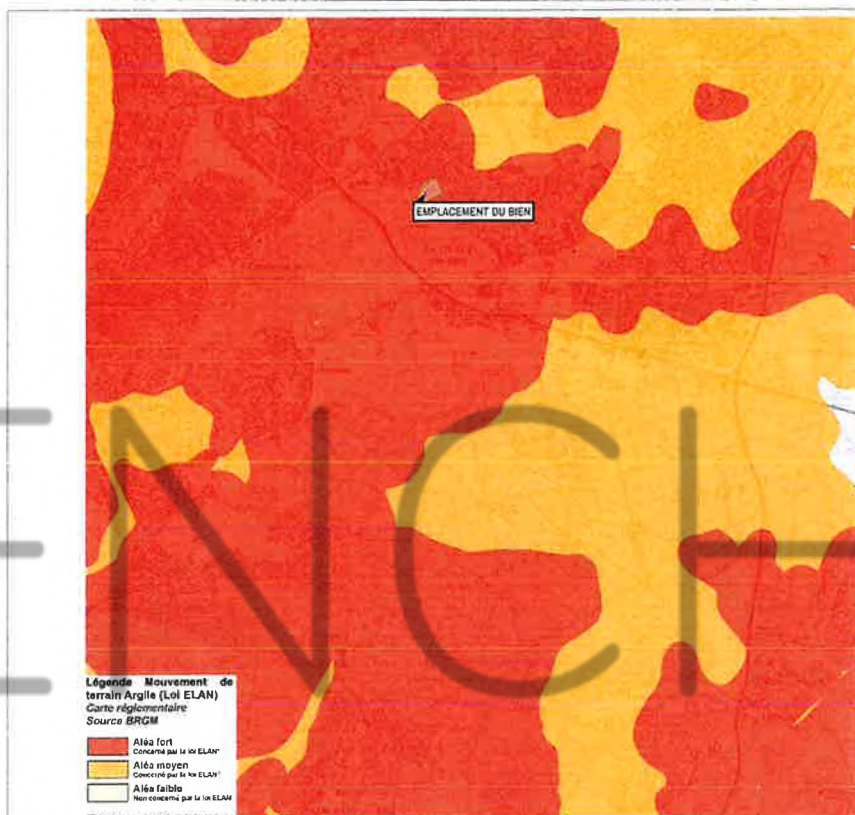 EMPLACEMENT DU BIEN
ENCH
Légende Mouvement de
terrain Argile (Loi ELAN)
Carte réglementaire
Source BRGM
Aléa fort
Concerné par la loi ELAN*
Aléa moyen
Concerné par la loi ELAN*
Aléa faible
Non concerné par la loi ELAN